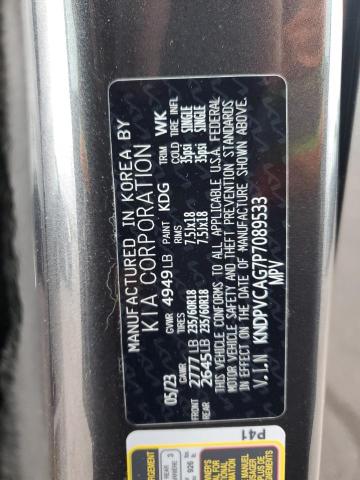 MANUFACTURED IN KOREA BY
KIA CORPORATION
05/23 GVWR 4949LB PAINT KDG TRIM WK
GAWR TIRES RIMS COLD TIRE INFL
FRONT 2777LB 235/60R18 7.5Jx18 35psi SINGLE
REAR 2645LB 235/60R18 7.5Jx18 35psi SINGLE
THIS VEHICLE CONFORMS TO ALL APPLICABLE U.S.A. FEDERAL
MOTOR VEHICLE SAFETY AND THEFT PREVENTION STANDARDS
IN EFFECT ON THE DATE OF MANUFACTURE SHOWN ABOVE.
V.I.N KNDPVCAG7P7089533
MPV
P41
REAR
926